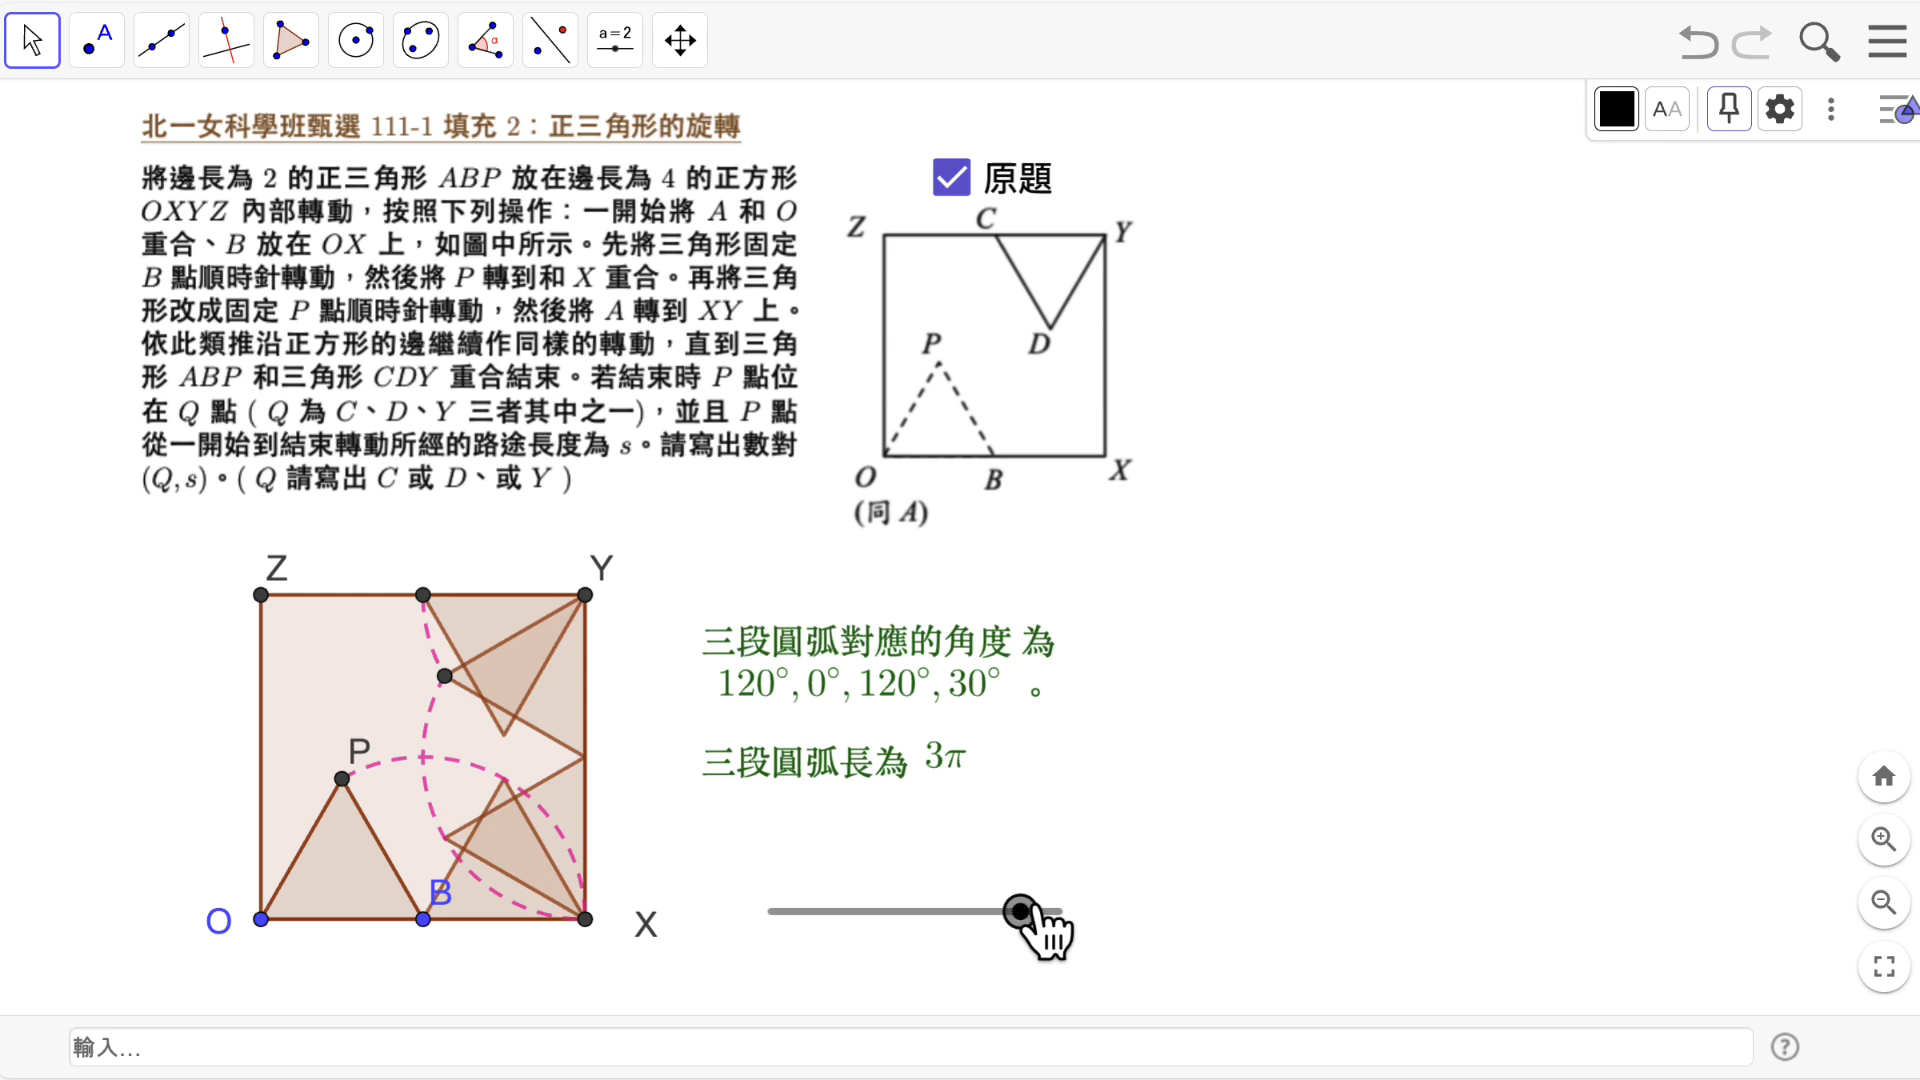 A
α
a = 2
AA
北一女科學班甄選 111-1 填充 2：正三角形的旋轉
將邊長為 2 的正三角形 ABP 放在邊長為 4 的正方形
OXYZ 內部轉動，按照下列操作：一開始將 A 和 O
重合、B 放在 OX 上，如圖中所示。先將三角形固定
B 點順時針轉動，然後將 P 轉到和 X 重合。再將三角
形改成固定 P 點順時針轉動，然後將 A 轉到 XY 上。
依此類推沿正方形的邊繼續作同樣的轉動，直到三角
形 ABP 和三角形 CDY 重合結束。若結束時 P 點位
在 Q 點 ( Q 為 C、D、Y 三者其中之一)，並且 P 點
從一開始到結束轉動所經的路途長度為 s。請寫出數對
(Q, s)。( Q 請寫出 C 或 D、或 Y )
原題
Z
C
Y
P
D
O
B
X
(同 A)
Z
Y
P
B
O
X
三段圓弧對應的角度 為
120°, 0°, 120°, 30° 。
三段圓弧長為 3π
輸入...
?